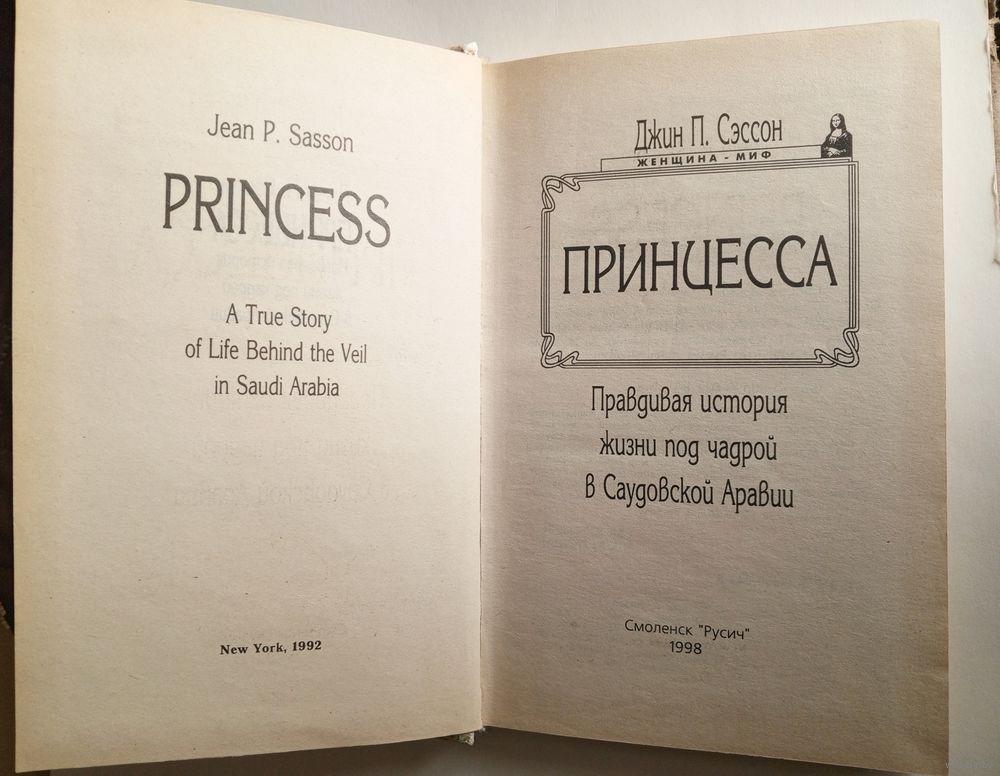 Jean P. Sasson
PRINCESS
A True Story
of Life Behind the Veil
in Saudi Arabia
New York, 1992
Джин П. Сэссон
ЖЕНЩИНА - МИФ
ПРИНЦЕССА
Правдивая история
жизни под чадрой
в Саудовской Аравии
Смоленск "Русич"
1998